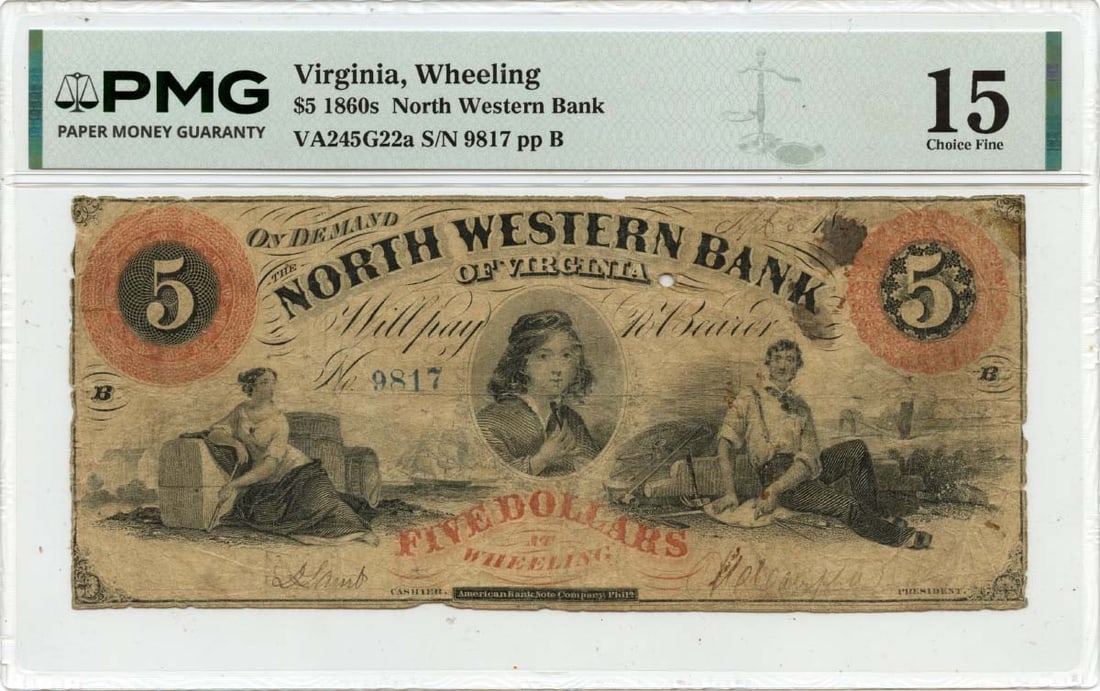 PMG
PAPER MONEY GUARANTY
Virginia, Wheeling
$5 1860s North Western Bank
VA245G22a S/N 9817 pp B
15
Choice Fine
ON DEMAND
THE NORTH WESTERN BANK
OF VIRGINIA
5
5
Will pay
to Bearer
No. 9817
B
B
FIVE DOLLARS
AT
WHEELING
CASHIER.
American Bank Note Company, Phila.
PRESIDENT.